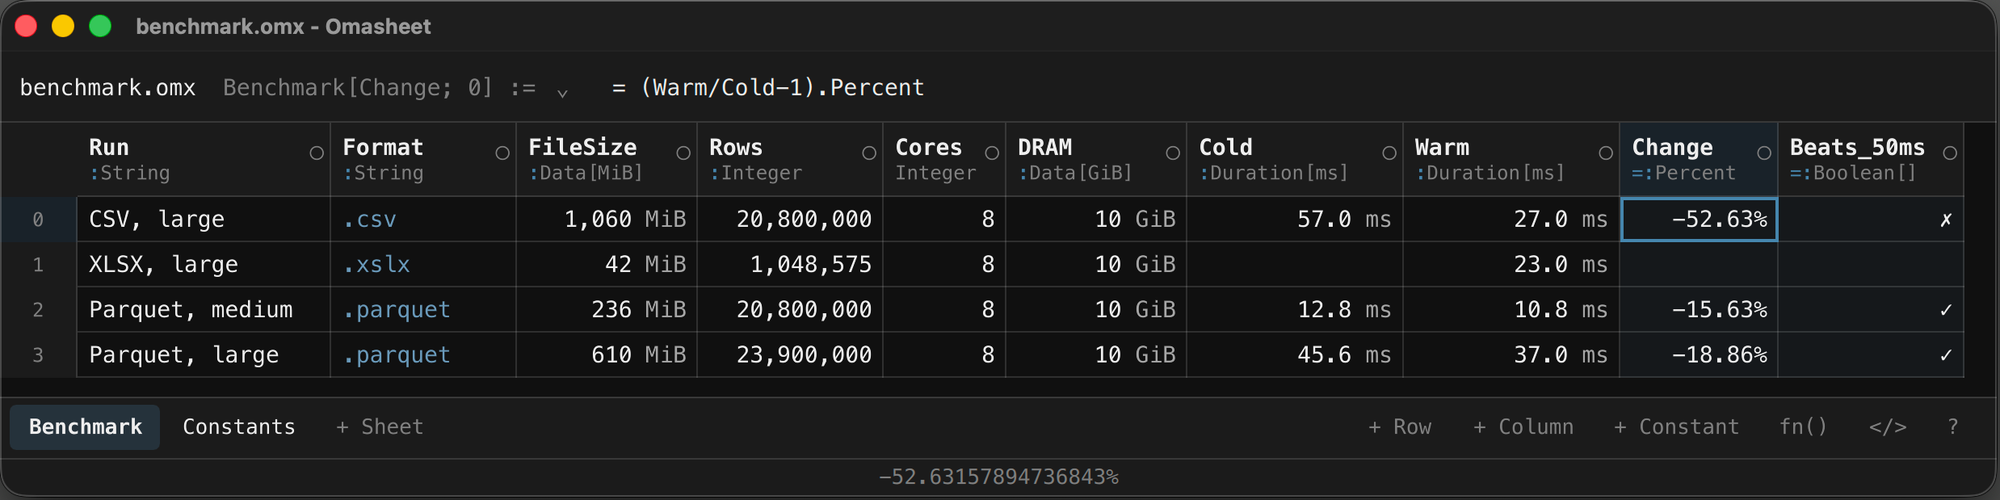 benchmark.omx - Omasheet
benchmark.omx Benchmark[Change; 0] := ⌄ = (Warm/Cold−1).Percent
Run Format FileSize Rows Cores DRAM Cold Warm Change Beats_50ms
:String :String :Data[MiB] :Integer Integer :Data[GiB] :Duration[ms] :Duration[ms] =:Percent =:Boolean[]
0 CSV, large .csv 1,060 MiB 20,800,000 8 10 GiB 57.0 ms 27.0 ms −52.63% ✗
1 XLSX, large .xslx 42 MiB 1,048,575 8 10 GiB 23.0 ms
2 Parquet, medium .parquet 236 MiB 20,800,000 8 10 GiB 12.8 ms 10.8 ms −15.63% ✓
3 Parquet, large .parquet 610 MiB 23,900,000 8 10 GiB 45.6 ms 37.0 ms −18.86% ✓
Benchmark Constants + Sheet + Row + Column + Constant fn() </> ?
−52.63157894736843%